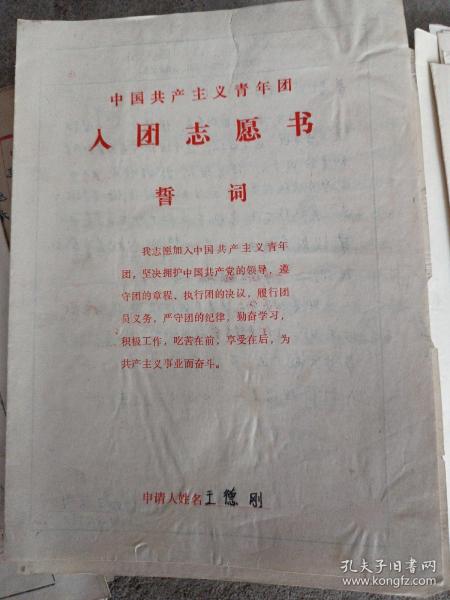 中国共产主义青年团
入团志愿书
誓词
我志愿加入中国共产主义青年
团，坚决拥护中国共产党的领导，遵
守团的章程、执行团的决议，履行团
员义务，严守团的纪律，勤奋学习，
积极工作，吃苦在前，享受在后，为
共产主义事业而奋斗。
申请人姓名王德刚
孔夫子旧书网
www.kongfz.com